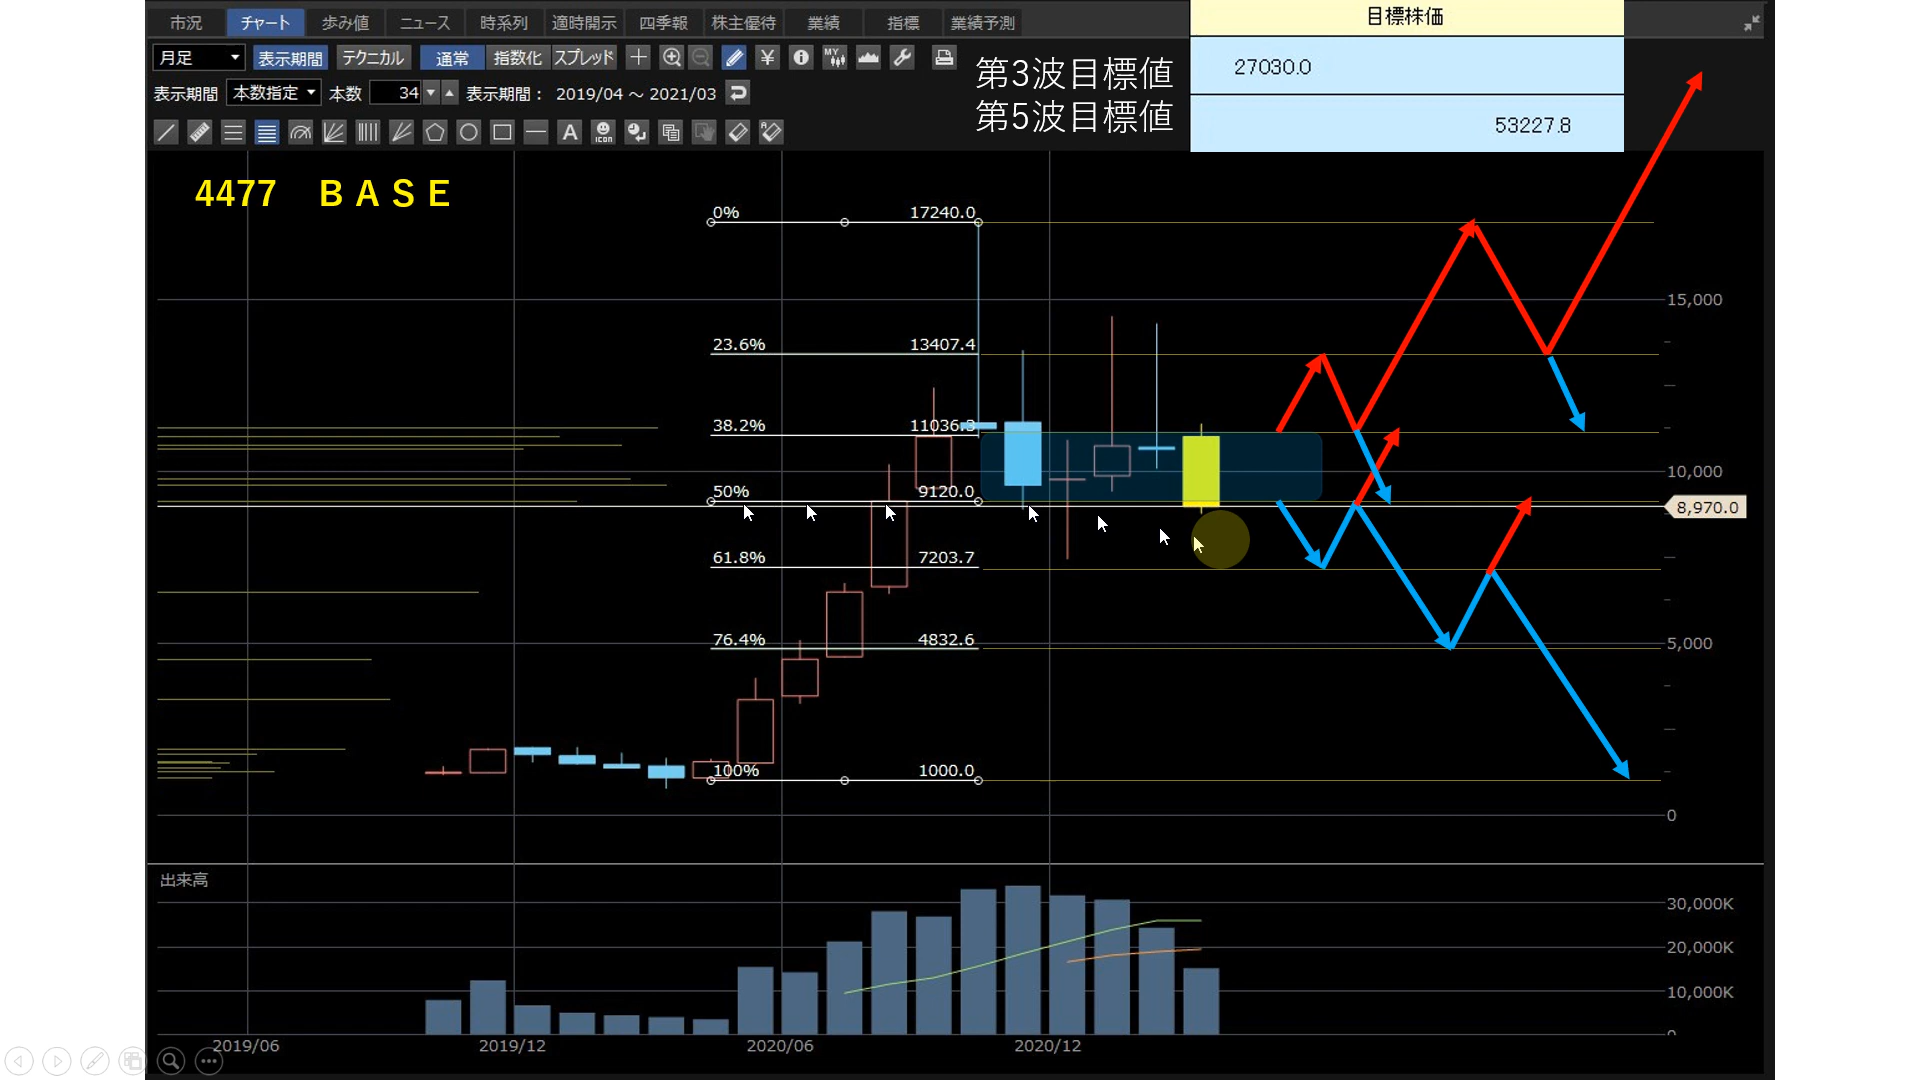 市況 チャート 歩み値 ニュース 時系列 適時開示 四季報 株主優待 業績 指標 業績予測
目標株価
月足 表示期間 テクニカル 通常 指数化 スプレッド ¥ MY
第3波目標値 27030.0
表示期間 本数指定 本数 34 表示期間： 2019/04 ～ 2021/03
第5波目標値 53227.8
A ICON
4477 ＢＡＳＥ
0% 17240.0
15,000
23.6% 13407.4
38.2% 11036.3
10,000
50% 9120.0
8,970.0
61.8% 7203.7
76.4% 4832.6
5,000
100% 1000.0
0
出来高
30,000K
20,000K
10,000K
0
2019/06 2019/12 2020/06 2020/12